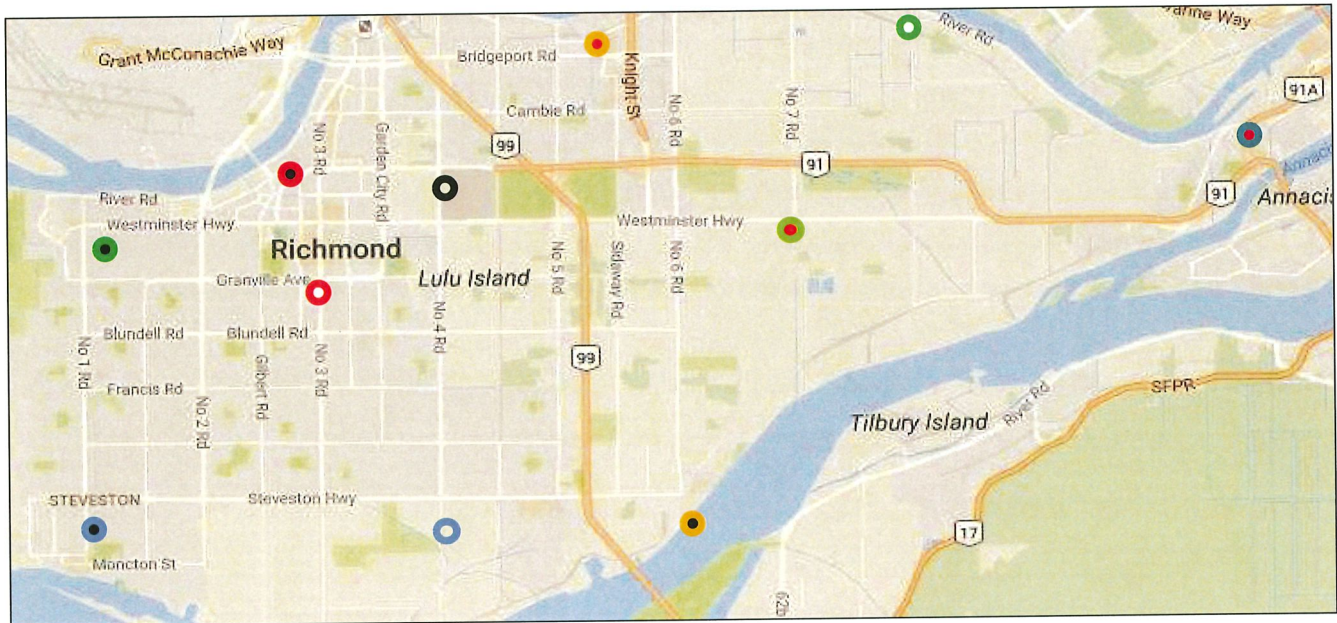 Grant McConachie Way
Bridgeport Rd
Knight St
River Rd
91A
Cambie Rd
No 6 Rd
No 7 Rd
No 3 Rd
Garden City Rd
99
91
91
Annacis
River Rd
Westminster Hwy
Westminster Hwy
Richmond
Lulu Island
No 5 Rd
Sidaway Rd
No 6 Rd
Granville Ave
No 4 Rd
Blundell Rd
Blundell Rd
No 1 Rd
Gilbert Rd
No 3 Rd
99
Francis Rd
No 2 Rd
SFPR
River Rd
Tilbury Island
STEVESTON
Steveston Hwy
17
Moncton St
62b